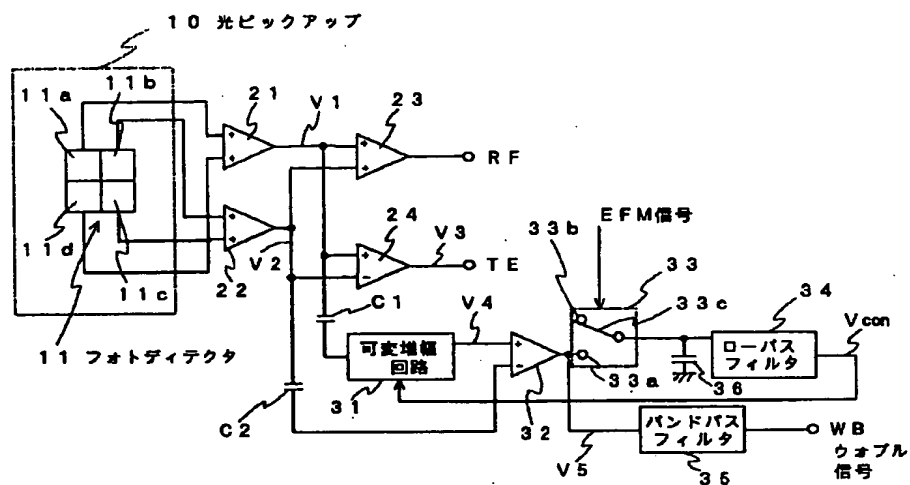 10 光ピックアップ
11a
11b
11d
11c
11 フォトディテクタ
21
V1
23
RF
22
V2
24
V3
TE
C1
C2
可変増幅
回路
31
V4
32
EFM信号
33b
33
33c
33a
36
34
ローパス
フィルタ
Vcon
V5
バンドパス
フィルタ
35
WB
ウォブル
信号